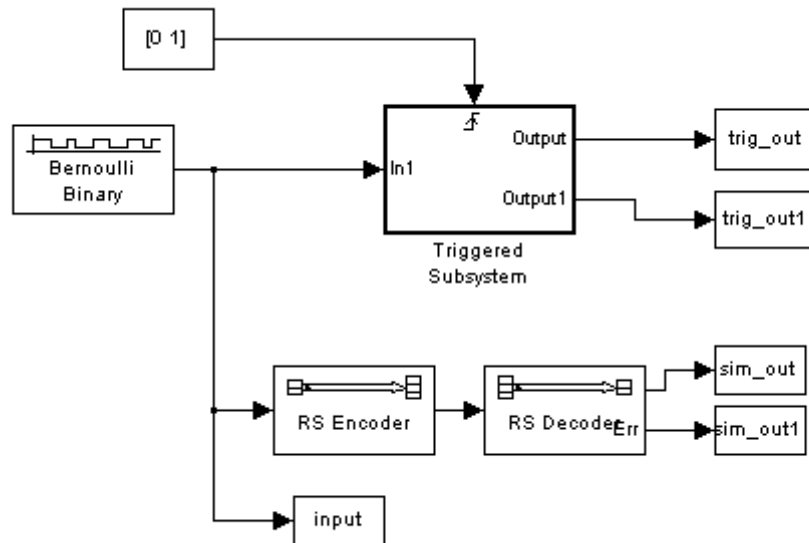 [0 1]
Bernoulli
Binary
In1
Output
Output1
Triggered
Subsystem
trig_out
trig_out1
RS Encoder
RS Decoder
Err
sim_out
sim_out1
input